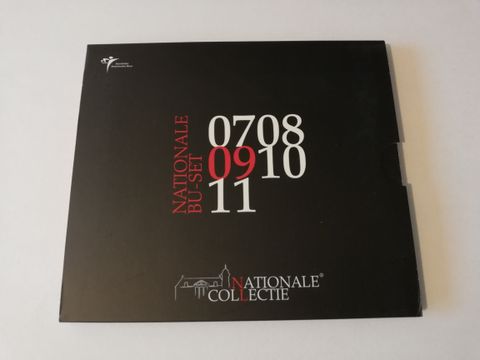 NATIONALE
BU-SET
0708
0910
11
NATIONALE®
COLLECTIE